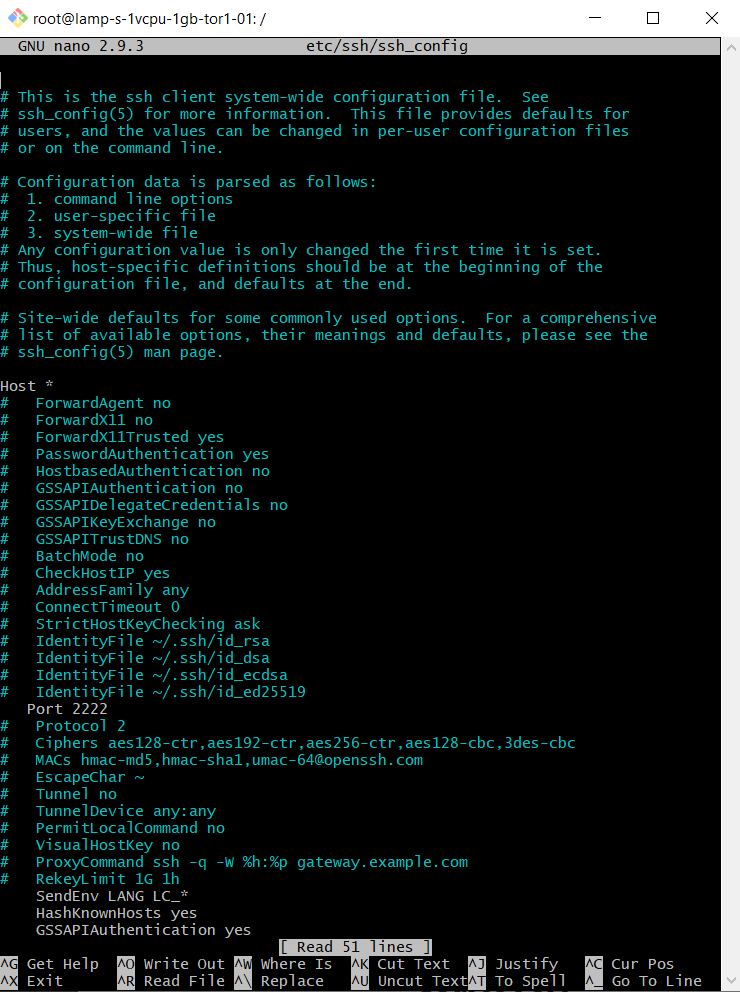 root@lamp-s-1vcpu-1gb-tor1-01: /
GNU nano 2.9.3 etc/ssh/ssh_config
# This is the ssh client system-wide configuration file.  See
# ssh_config(5) for more information.  This file provides defaults for
# users, and the values can be changed in per-user configuration files
# or on the command line.
# Configuration data is parsed as follows:
#  1. command line options
#  2. user-specific file
#  3. system-wide file
# Any configuration value is only changed the first time it is set.
# Thus, host-specific definitions should be at the beginning of the
# configuration file, and defaults at the end.
# Site-wide defaults for some commonly used options.  For a comprehensive
# list of available options, their meanings and defaults, please see the
# ssh_config(5) man page.
Host *
#   ForwardAgent no
#   ForwardX11 no
#   ForwardX11Trusted yes
#   PasswordAuthentication yes
#   HostbasedAuthentication no
#   GSSAPIAuthentication no
#   GSSAPIDelegateCredentials no
#   GSSAPIKeyExchange no
#   GSSAPITrustDNS no
#   BatchMode no
#   CheckHostIP yes
#   AddressFamily any
#   ConnectTimeout 0
#   StrictHostKeyChecking ask
#   IdentityFile ~/.ssh/id_rsa
#   IdentityFile ~/.ssh/id_dsa
#   IdentityFile ~/.ssh/id_ecdsa
#   IdentityFile ~/.ssh/id_ed25519
   Port 2222
#   Protocol 2
#   Ciphers aes128-ctr,aes192-ctr,aes256-ctr,aes128-cbc,3des-cbc
#   MACs hmac-md5,hmac-sha1,umac-64@openssh.com
#   EscapeChar ~
#   Tunnel no
#   TunnelDevice any:any
#   PermitLocalCommand no
#   VisualHostKey no
#   ProxyCommand ssh -q -W %h:%p gateway.example.com
#   RekeyLimit 1G 1h
    SendEnv LANG LC_*
    HashKnownHosts yes
    GSSAPIAuthentication yes
[ Read 51 lines ]
^G Get Help  ^O Write Out ^W Where Is  ^K Cut Text  ^J Justify   ^C Cur Pos
^X Exit      ^R Read File ^\ Replace   ^U Uncut Text^T To Spell  ^_ Go To Line